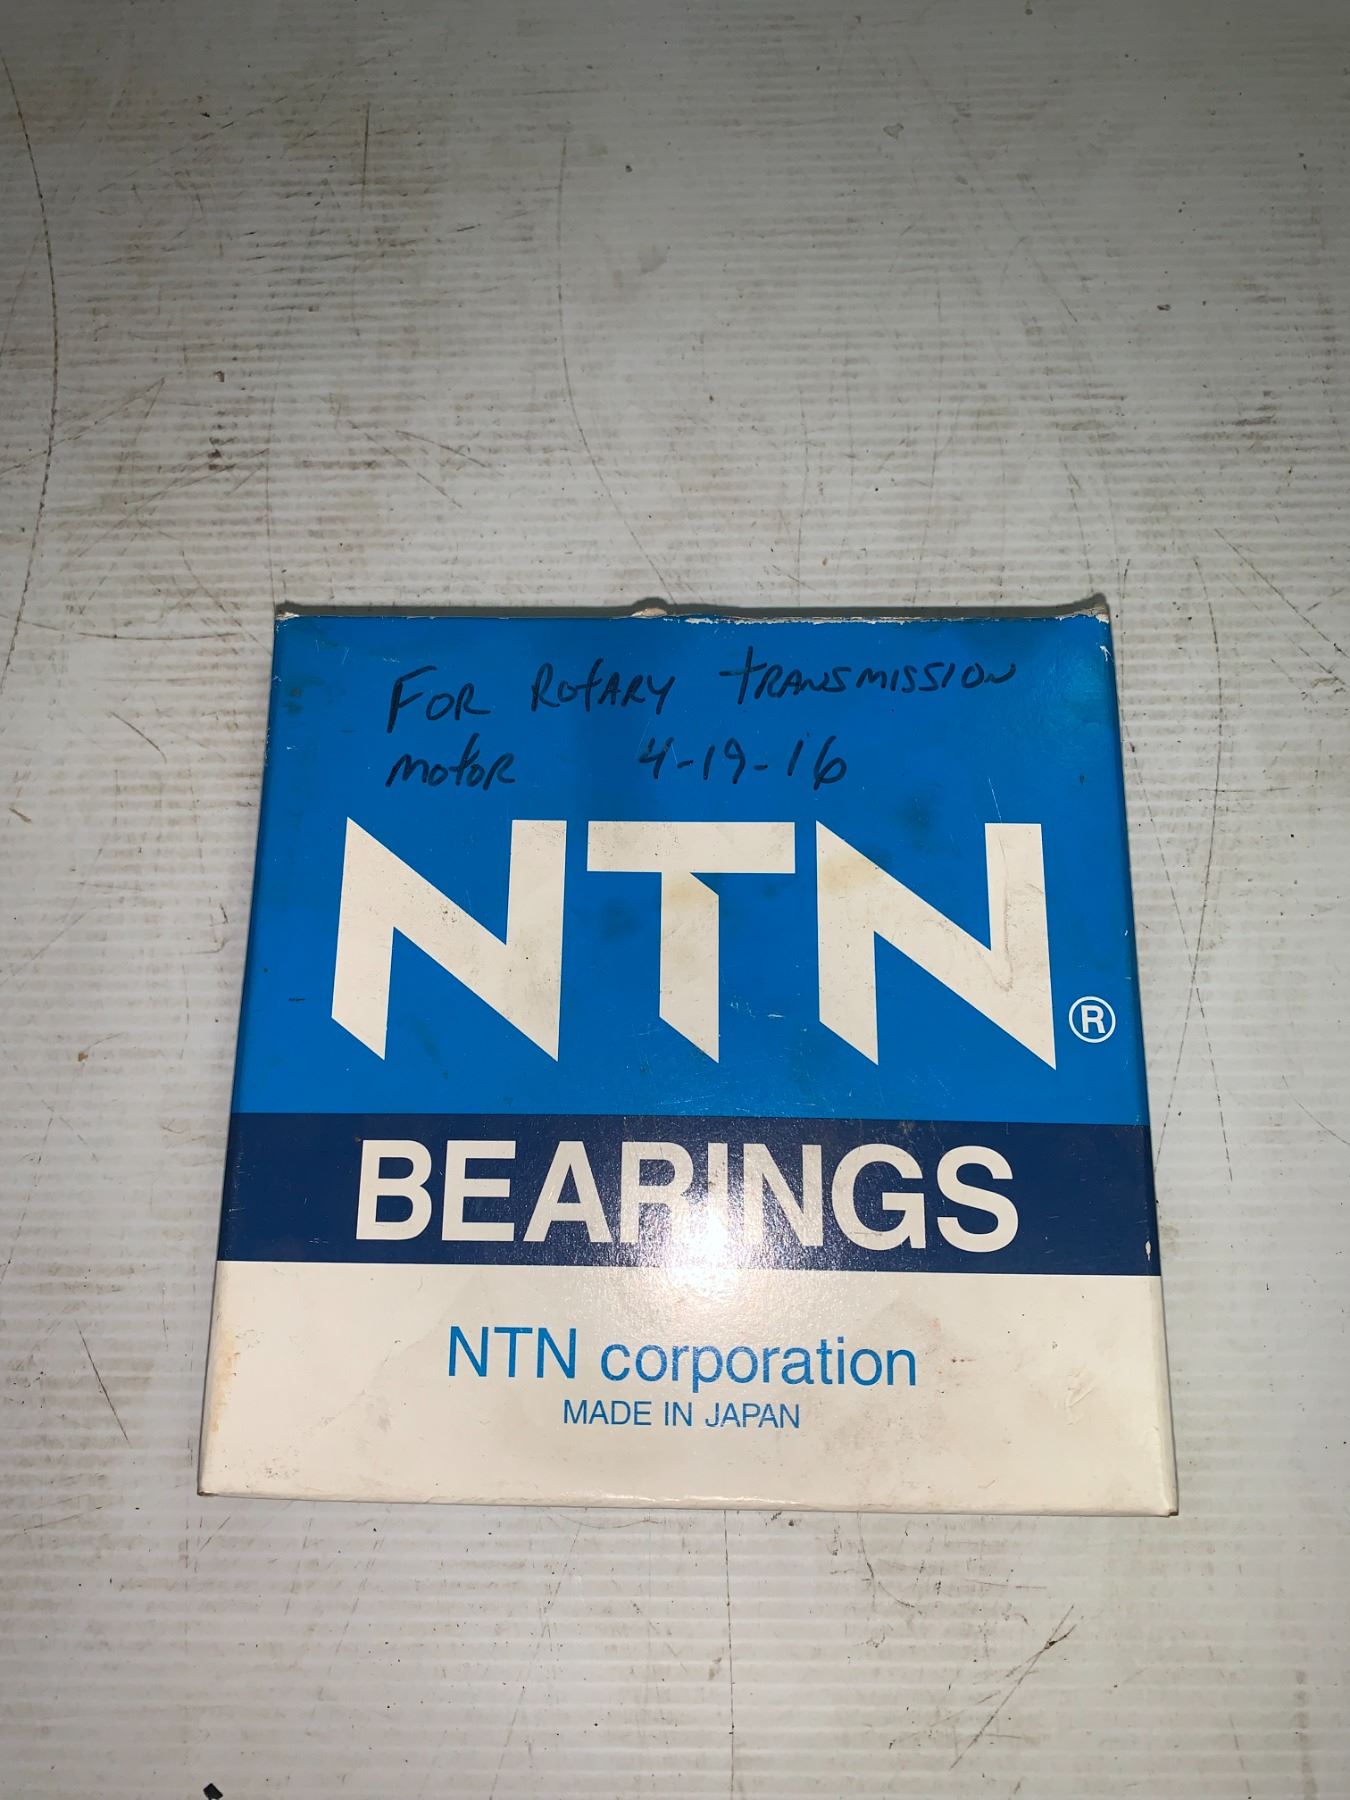 FOR ROTARY TRANSMISSION
MOTOR 4-19-16
NTN®
BEARINGS
NTN corporation
MADE IN JAPAN